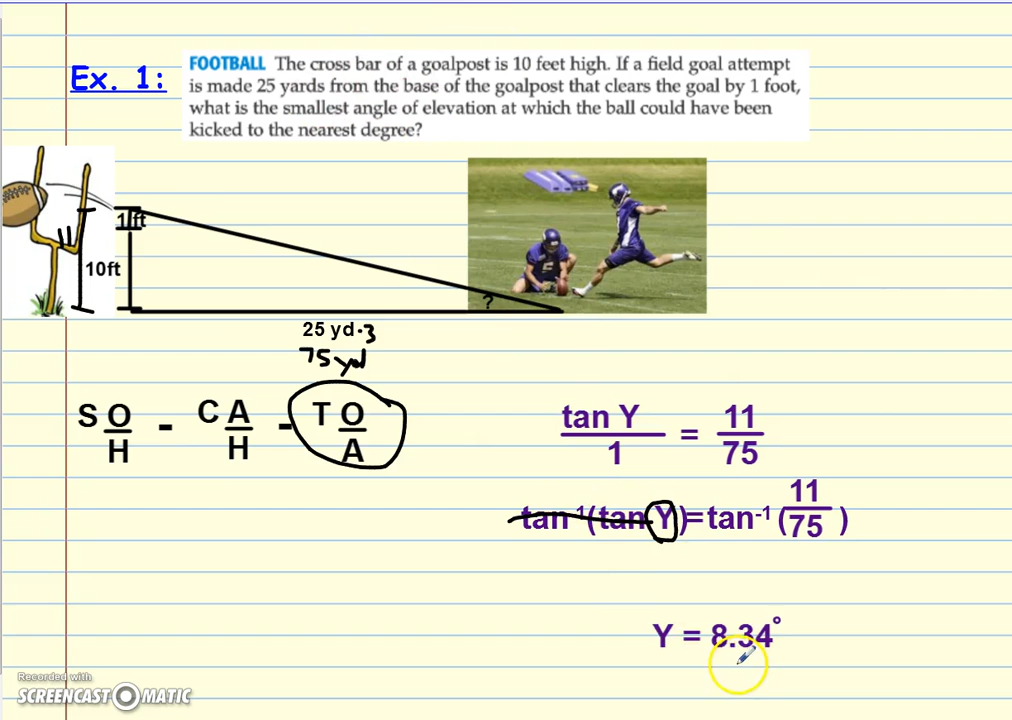 Ex. 1:
FOOTBALL The cross bar of a goalpost is 10 feet high. If a field goal attempt
is made 25 yards from the base of the goalpost that clears the goal by 1 foot,
what is the smallest angle of elevation at which the ball could have been
kicked to the nearest degree?
1 ft
11
10ft
?
25 yd·3
75 yd
S O/H - C A/H - T O/A
tan Y/1 = 11/75
tan-1(tan Y)=tan-1(11/75)
Y = 8.34°
Recorded with
SCREENCAST O MATIC